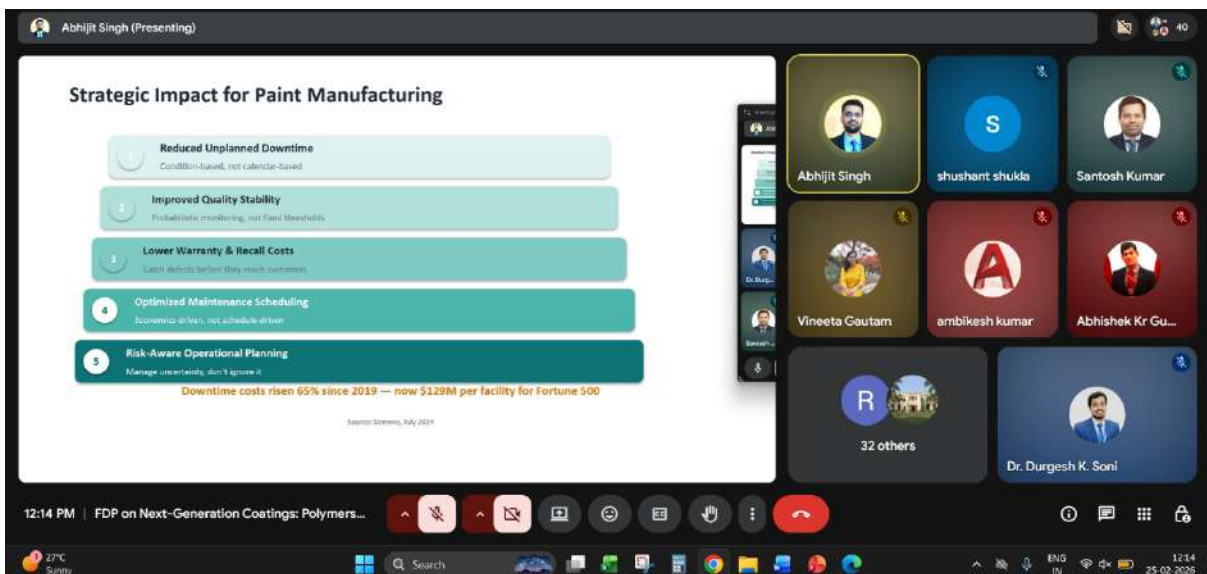 Abhijit Singh (Presenting)
40
Strategic Impact for Paint Manufacturing
1
Reduced Unplanned Downtime
Condition-based, not calendar-based
2
Improved Quality Stability
Probabilistic monitoring, not fixed thresholds
3
Lower Warranty & Recall Costs
Catch defects before they reach customers
4
Optimized Maintenance Scheduling
Economics-driven, not schedule-driven
5
Risk-Aware Operational Planning
Manage uncertainty, don't ignore it
Downtime costs risen 65% since 2019 — now $129M per facility for Fortune 500
Source: Siemens, July 2024
Abhijit Singh
S
shushant shukla
Santosh Kumar
Vineeta Gautam
A
ambikesh kumar
Abhishek Kr Gu...
R
32 others
Dr. Durgesh K. Soni
12:14 PM | FDP on Next-Generation Coatings: Polymers...
1
27°C
Sunny
Search
ENG
IN
12:14
25-02-2026